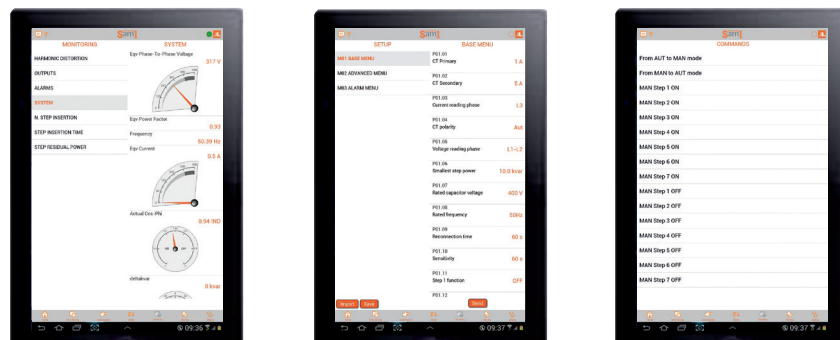 Sam1
MONITORING
SYSTEM
HARMONIC DISTORTION
OUTPUTS
ALARMS
SYSTEM
N. STEP INSERTION
STEP INSERTION TIME
STEP RESIDUAL POWER
Eqv Phase-To-Phase Voltage
317 V
Eqv Power Factor
0.93
Frequency
50.39 Hz
Eqv Current
0.5 A
Actual Cos-Phi
0.94 IND
deltakvar
0 kvar
09:36
Sam1
SETUP
BASE MENU
M01 BASE MENU
M02 ADVANCED MENU
M03 ALARM MENU
P01.01
CT Primary
1 A
P01.02
CT Secondary
5 A
P01.03
Current reading phase
L3
P01.04
CT polarity
Aut
P01.05
Voltage reading phase
L1-L2
P01.06
Smallest step power
10.0 kvar
P01.07
Rated capacitor voltage
400 V
P01.08
Rated frequency
50Hz
P01.09
Reconnection time
60 s
P01.10
Sensitivity
60 s
P01.11
Step 1 function
OFF
P01.12
Import
Save
Send
09:37
Sam1
COMMANDS
From AUT to MAN mode
From MAN to AUT mode
MAN Step 1 ON
MAN Step 2 ON
MAN Step 3 ON
MAN Step 4 ON
MAN Step 5 ON
MAN Step 6 ON
MAN Step 7 ON
MAN Step 1 OFF
MAN Step 2 OFF
MAN Step 3 OFF
MAN Step 4 OFF
MAN Step 5 OFF
MAN Step 6 OFF
MAN Step 7 OFF
09:37